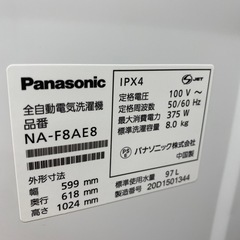 Panasonic
全自動電気洗濯機
品番
NA-F8AE8
外形寸法
幅 599 mm
奥行 618 mm
高さ 1024 mm
IPX4
JET
定格電圧 100 V~
定格周波数 50/60 Hz
最大消費電力 375 W
標準容量 8.0 kg
パナソニック株式会社
中国製
標準使用水量 97 L
製造番号 20D1501344